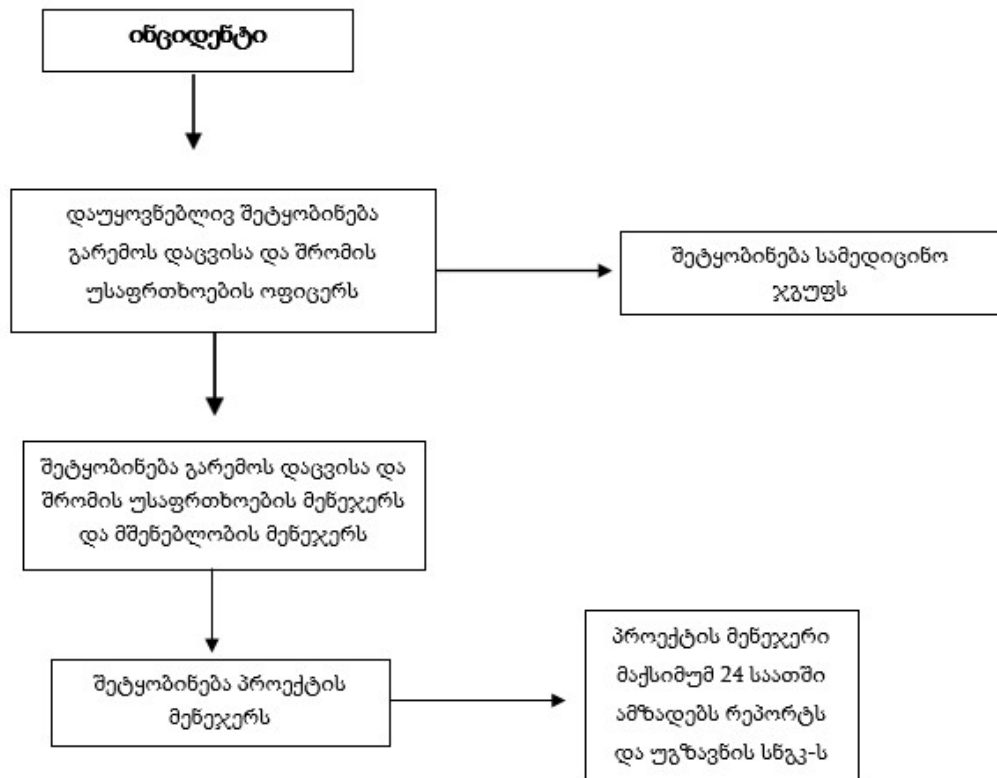 ინციდენტი
დაუყოვნებლივ შეტყობინება
გარემოს დაცვისა და შრომის
უსაფრთხოების ოფიცერს
შეტყობინება სამედიცინო
ჯგუფს
შეტყობინება გარემოს დაცვისა და
შრომის უსაფრთხოების მენეჯერს
და მშენებლობის მენეჯერს
შეტყობინება პროექტის
მენეჯერს
პროექტის მენეჯერი
მაქსიმუმ 24 საათში
ამზადებს რეპორტს
და უგზავნის სნგკ-ს